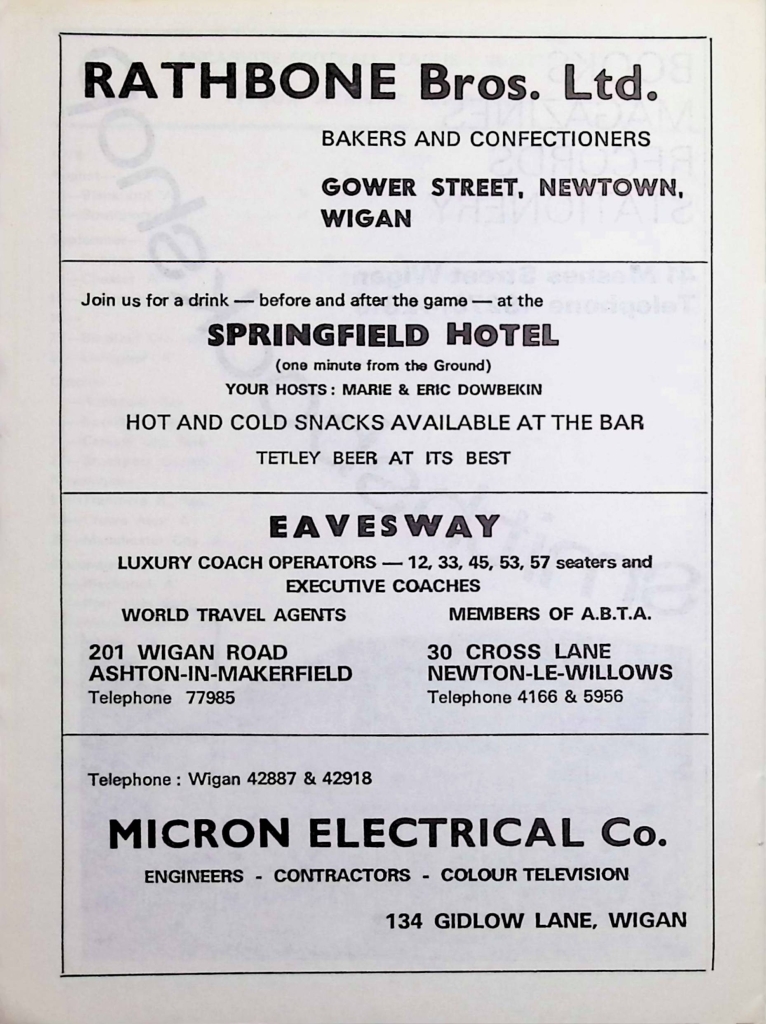 RATHBONE Bros. Ltd.
BAKERS AND CONFECTIONERS
GOWER STREET, NEWTOWN,
WIGAN
Join us for a drink — before and after the game — at the
SPRINGFIELD HOTEL
(one minute from the Ground)
YOUR HOSTS : MARIE & ERIC DOWBEKIN
HOT AND COLD SNACKS AVAILABLE AT THE BAR
TETLEY BEER AT ITS BEST
EAVESWAY
LUXURY COACH OPERATORS — 12, 33, 45, 53, 57 seaters and
EXECUTIVE COACHES
WORLD TRAVEL AGENTS MEMBERS OF A.B.T.A.
201 WIGAN ROAD
ASHTON-IN-MAKERFIELD
Telephone 77985
30 CROSS LANE
NEWTON-LE-WILLOWS
Telephone 4166 & 5956
Telephone : Wigan 42887 & 42918
MICRON ELECTRICAL Co.
ENGINEERS - CONTRACTORS - COLOUR TELEVISION
134 GIDLOW LANE, WIGAN